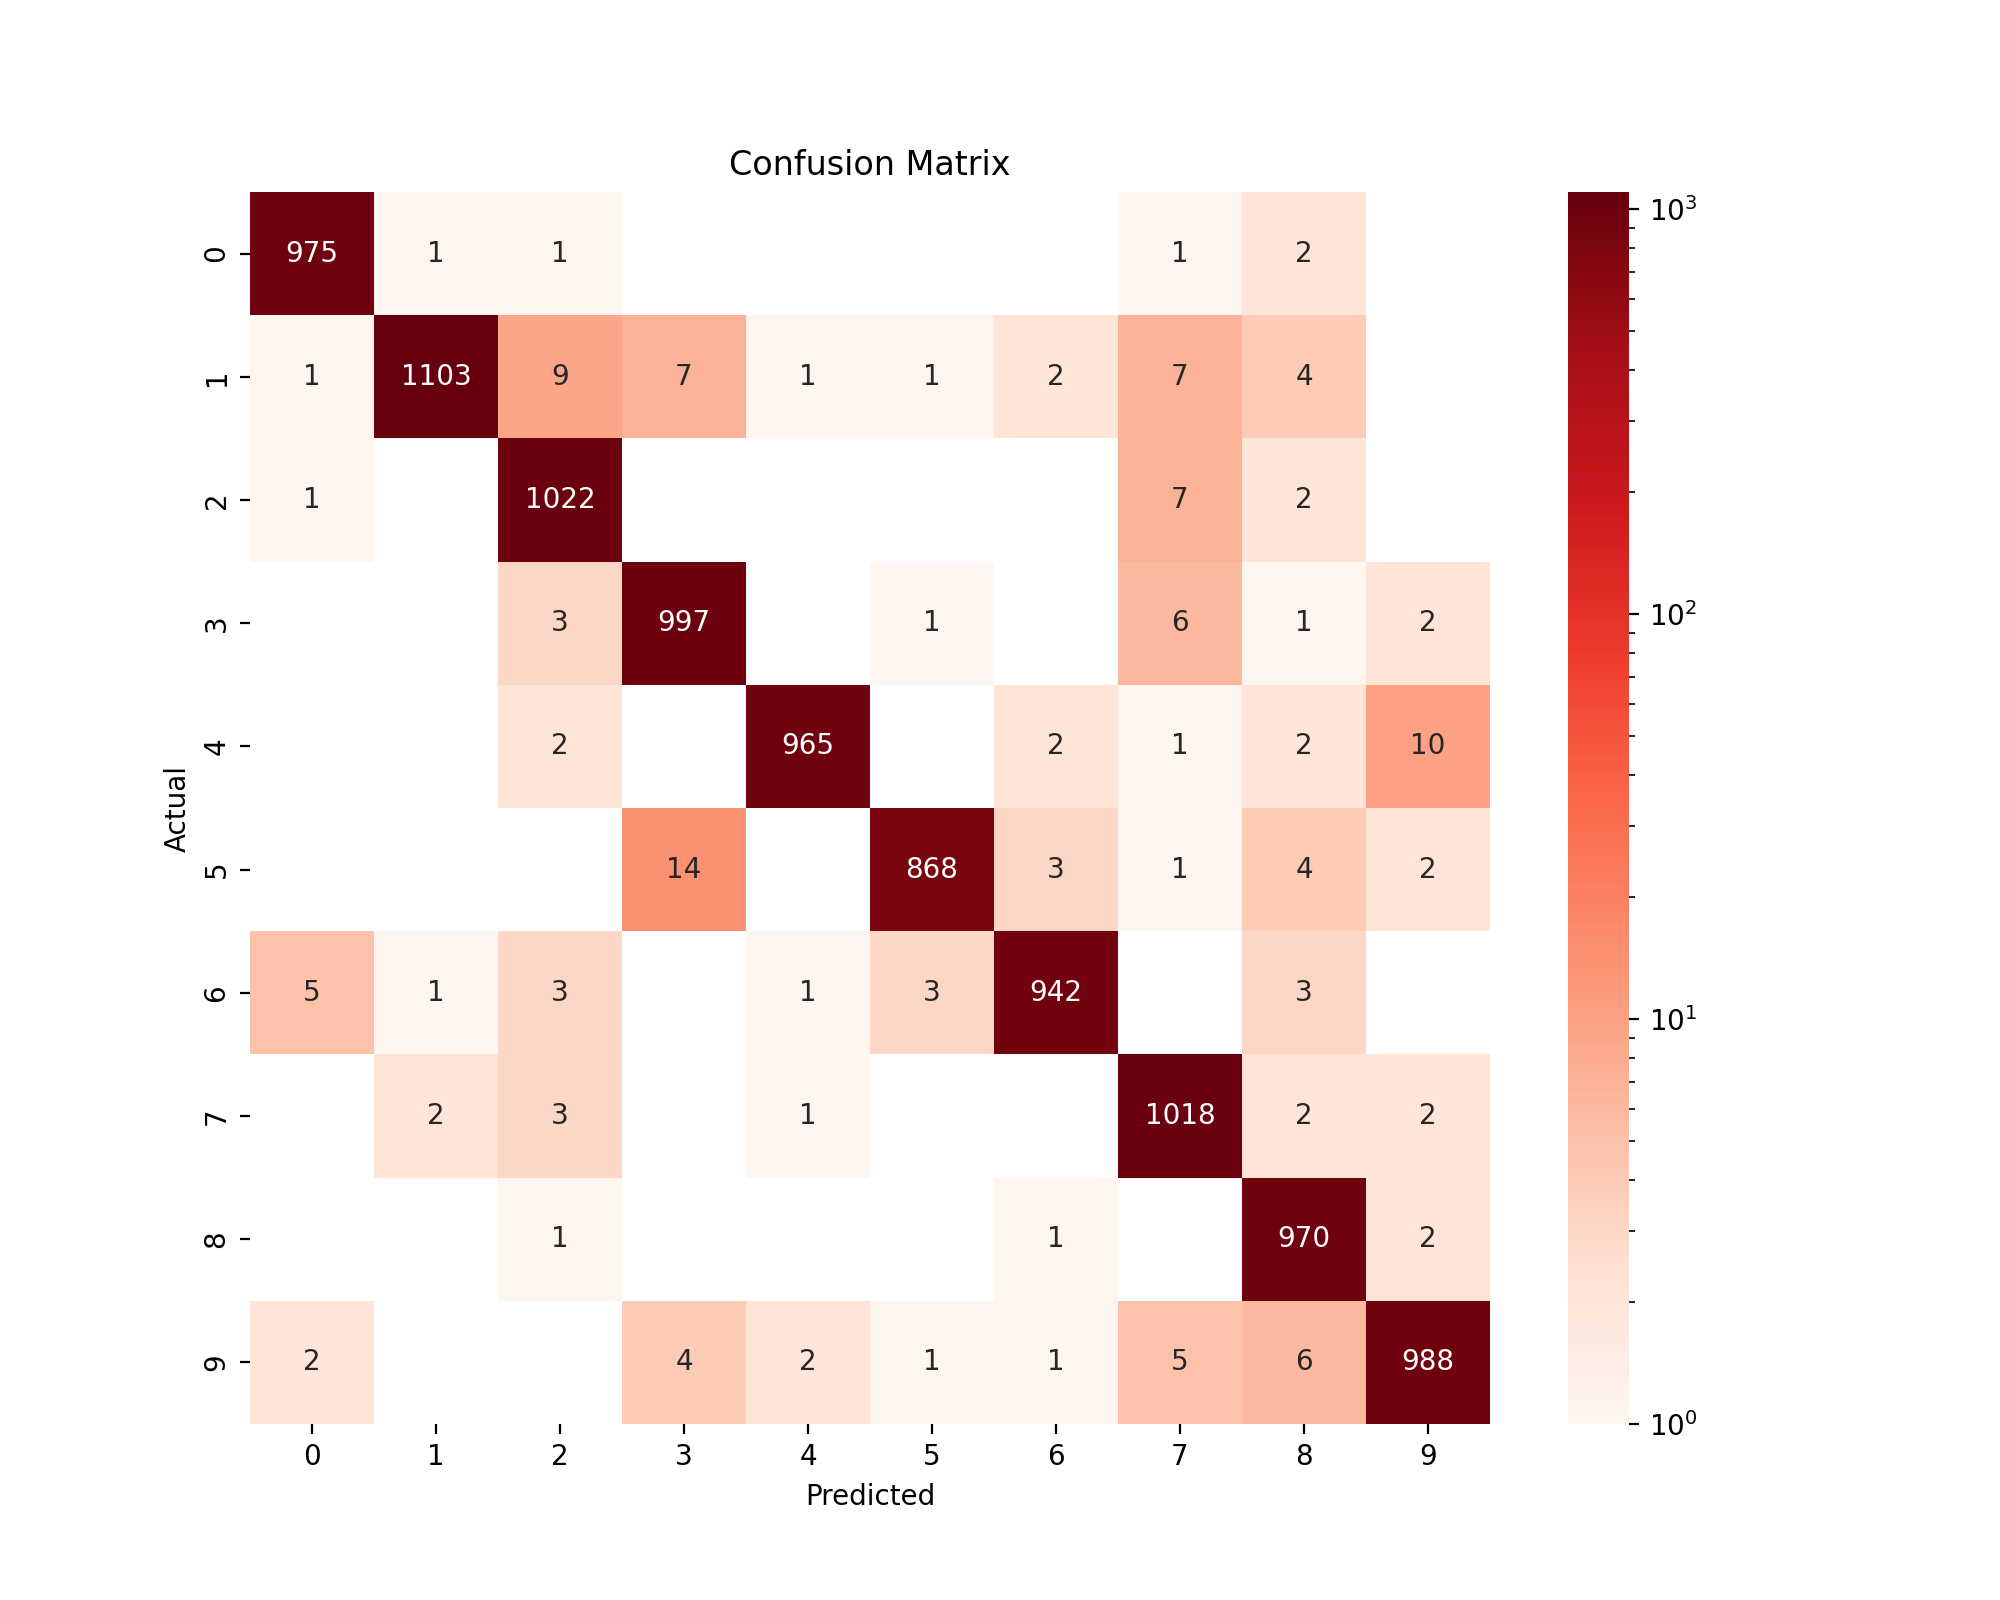 Confusion Matrix
0 975 1 1 1 2
1 1 1103 9 7 1 1 2 7 4
2 1 1022 7 2
3 3 997 1 6 1 2
4 2 965 2 1 2 10
5 14 868 3 1 4 2
6 5 1 3 1 3 942 3
7 2 3 1 1018 2 2
8 1 1 970 2
9 2 4 2 1 1 5 6 988
0 1 2 3 4 5 6 7 8 9
Predicted
Actual
10³
10²
10¹
10⁰